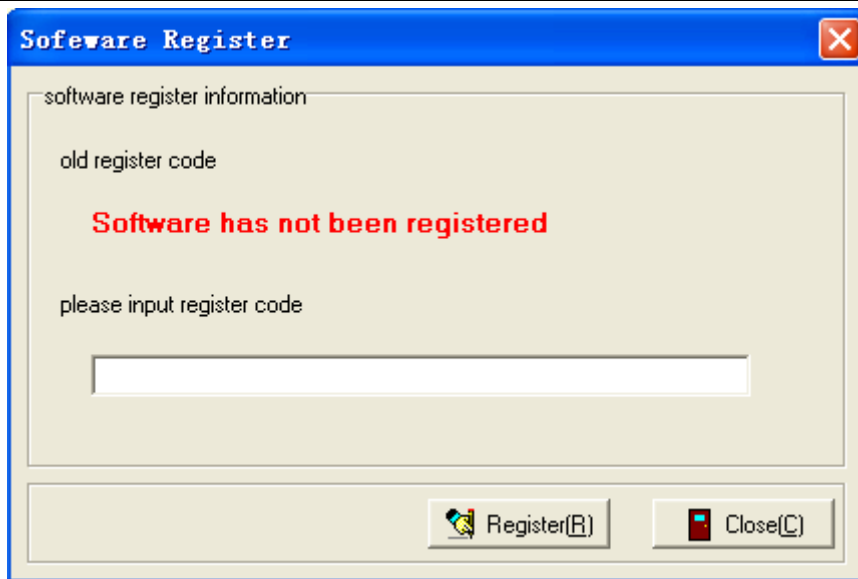 Sofeware Register
software register information
old register code
Software has not been registered
please input register code
Register(R)
Close(C)